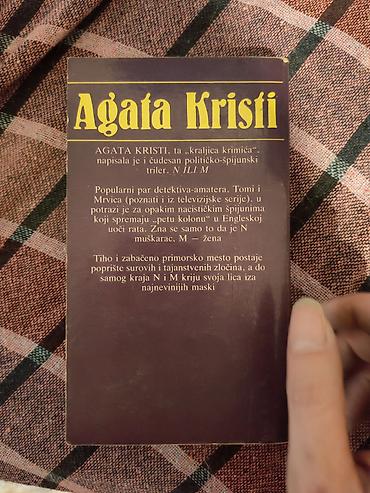 Agata Kristi
AGATA KRISTI, ta „kraljica krimića“,
napisala je i čudesan političko-špijunski
triler, N ILI M
Popularni par detektiva-amatera, Tomi i
Mrvica (poznati i iz televizijske serije), u
potrazi je za opakim nacističkim špijunima
koji spremaju „petu kolonu“ u Engleskoj
uoči rata. Zna se samo to da je N
muškarac, M — žena
Tiho i zabačeno primorsko mesto postaje
poprište surovih i tajanstvenih zločina, a do
samog kraja N i M kriju svoja lica iza
najnevinijih maski